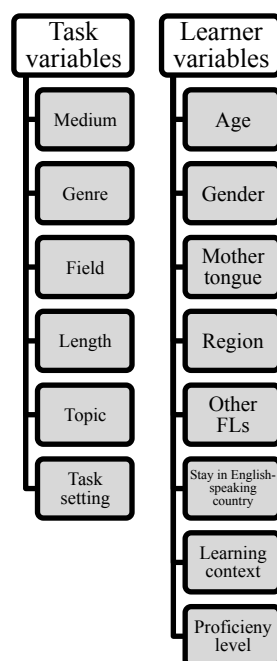 Task
variables
Medium
Genre
Field
Length
Topic
Task
setting
Learner
variables
Age
Gender
Mother
tongue
Region
Other
FLs
Stay in English-
speaking
country
Learning
context
Proficieny
level